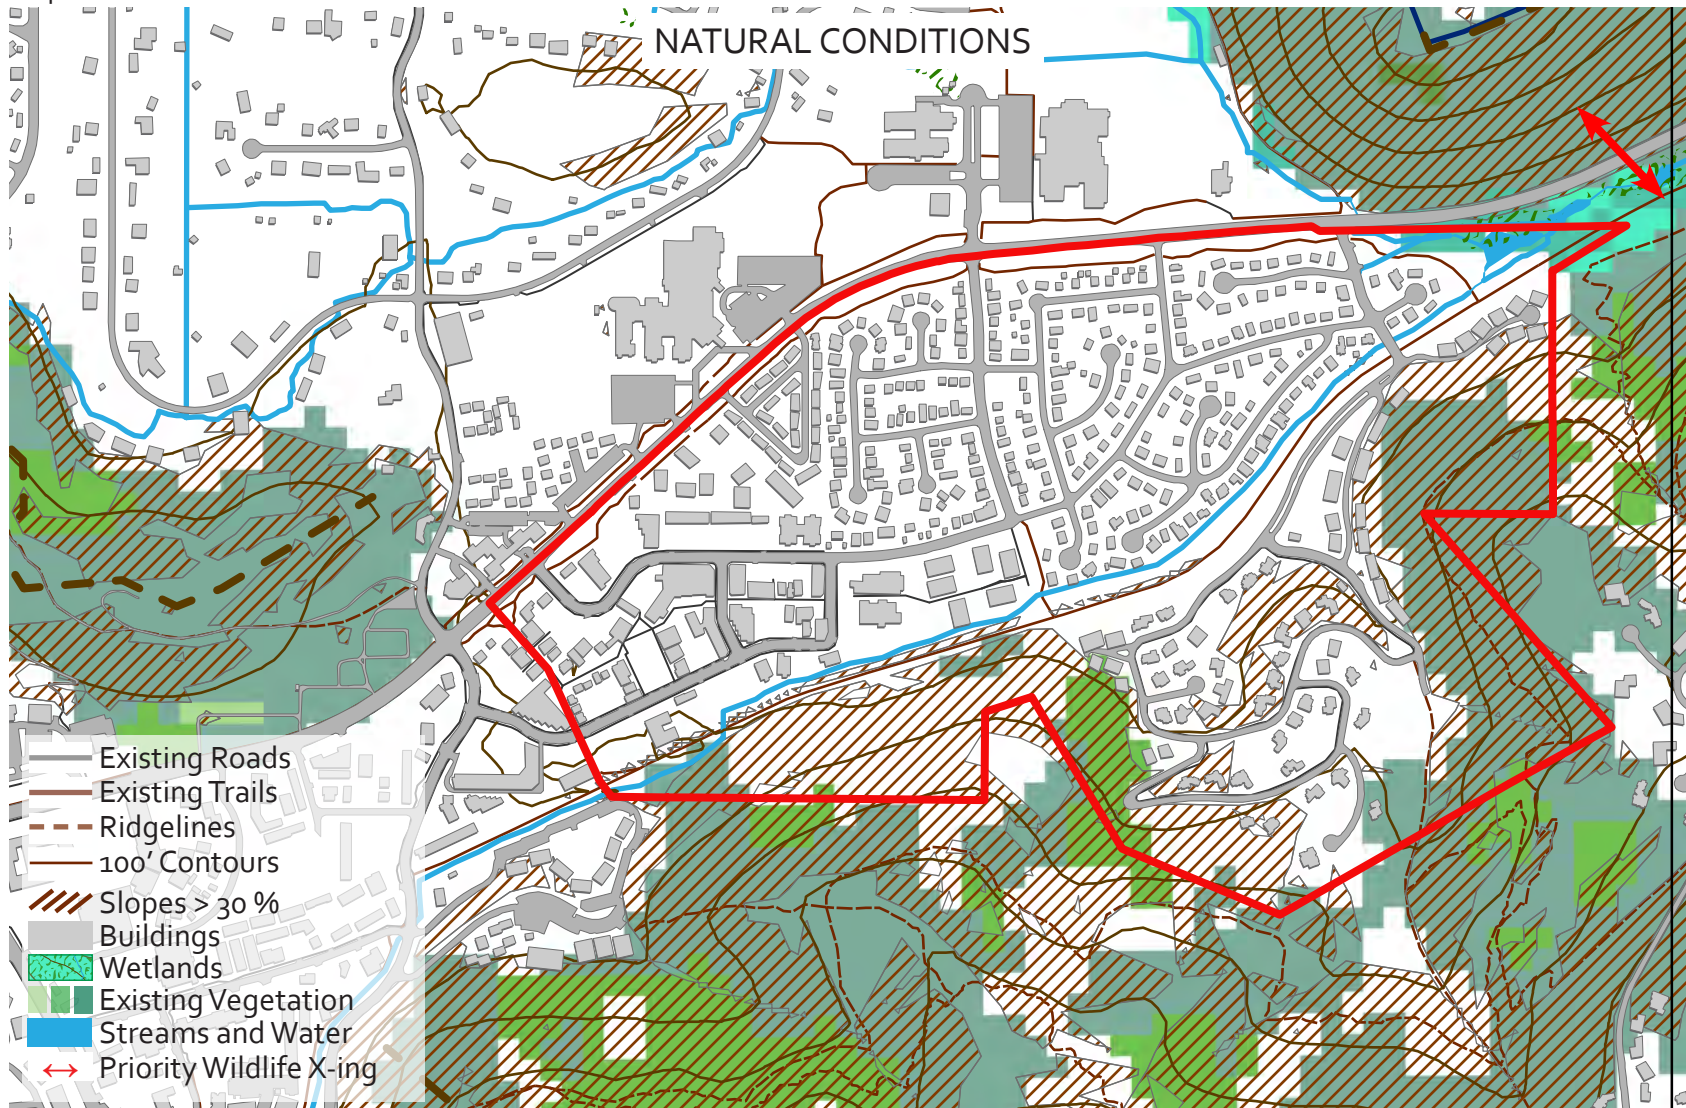 NATURAL CONDITIONS
Existing Roads
Existing Trails
Ridgelines
100' Contours
Slopes > 30 %
Buildings
Wetlands
Existing Vegetation
Streams and Water
Priority Wildlife X-ing